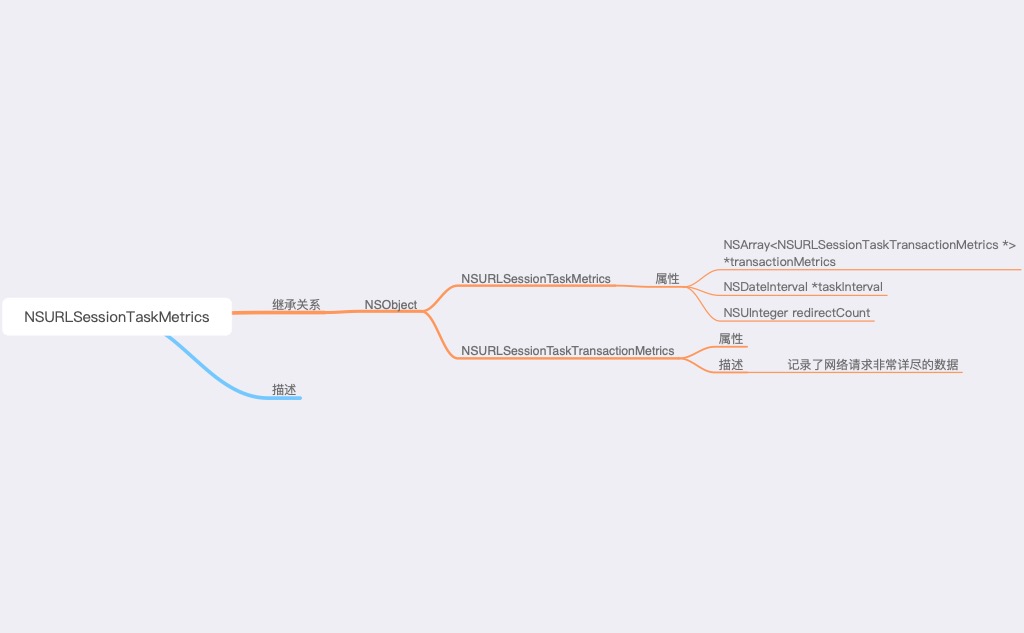 NSURLSessionTaskMetrics
继承关系
NSObject
NSURLSessionTaskMetrics
属性
NSArray<NSURLSessionTaskTransactionMetrics *>
*transactionMetrics
NSDateInterval *taskInterval
NSUInteger redirectCount
NSURLSessionTaskTransactionMetrics
属性
描述
记录了网络请求非常详尽的数据
描述